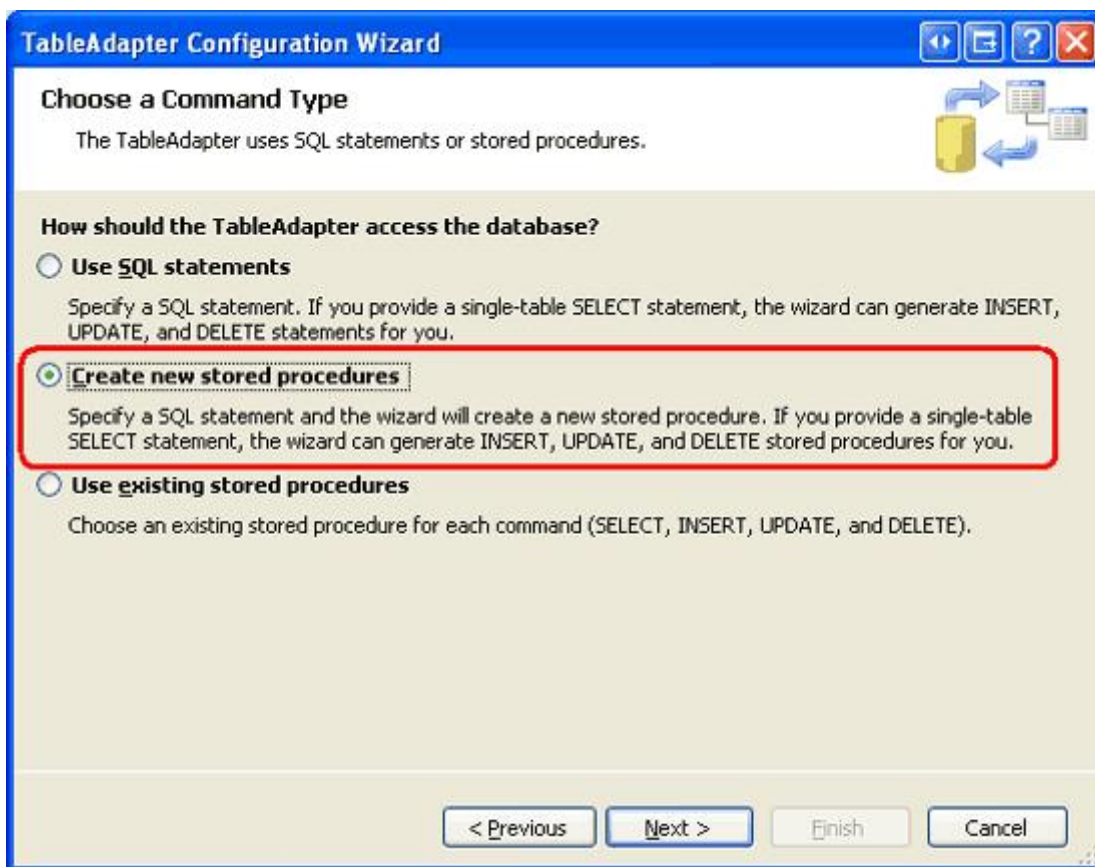 TableAdapter Configuration Wizard
Choose a Command Type
The TableAdapter uses SQL statements or stored procedures.
How should the TableAdapter access the database?
Use SQL statements
Specify a SQL statement. If you provide a single-table SELECT statement, the wizard can generate INSERT,
UPDATE, and DELETE statements for you.
Create new stored procedures
Specify a SQL statement and the wizard will create a new stored procedure. If you provide a single-table
SELECT statement, the wizard can generate INSERT, UPDATE, and DELETE stored procedures for you.
Use existing stored procedures
Choose an existing stored procedure for each command (SELECT, INSERT, UPDATE, and DELETE).
< Previous
Next >
Finish
Cancel